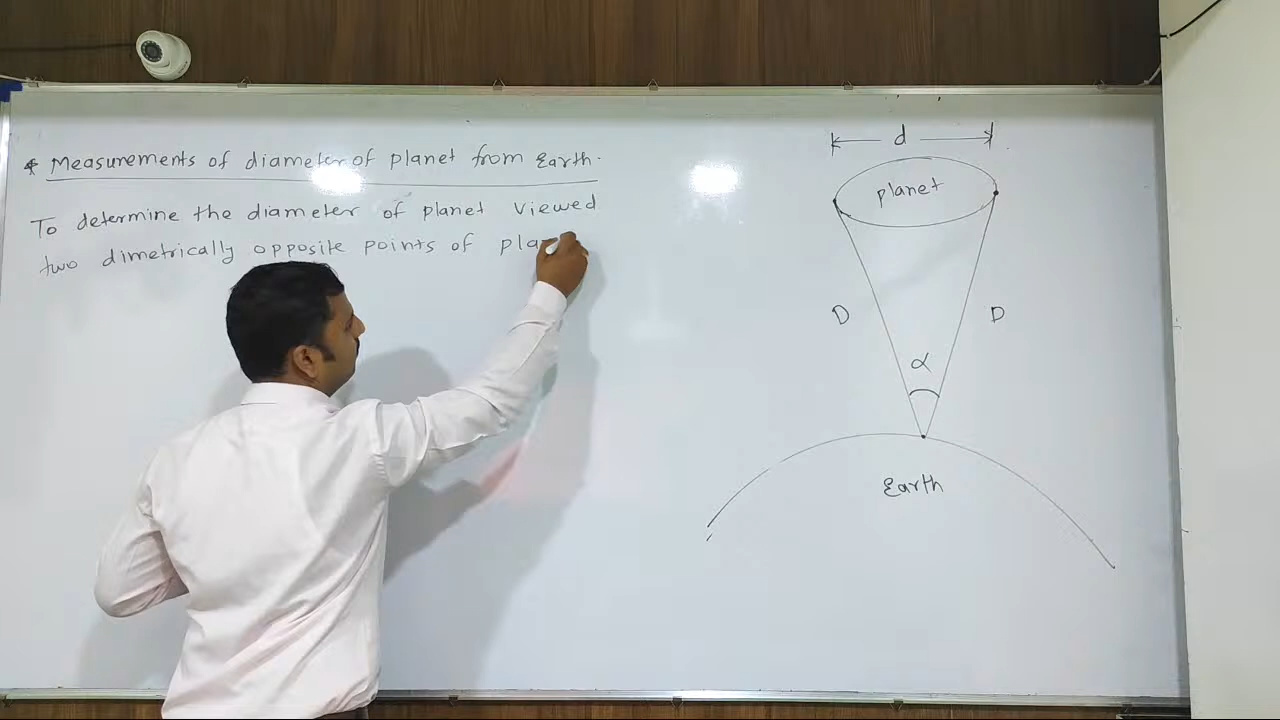 * Measurements of diameter of planet from Earth.
To determine the diameter of planet viewed
two dimetrically opposite points of pla
d
planet
D D
α
Earth